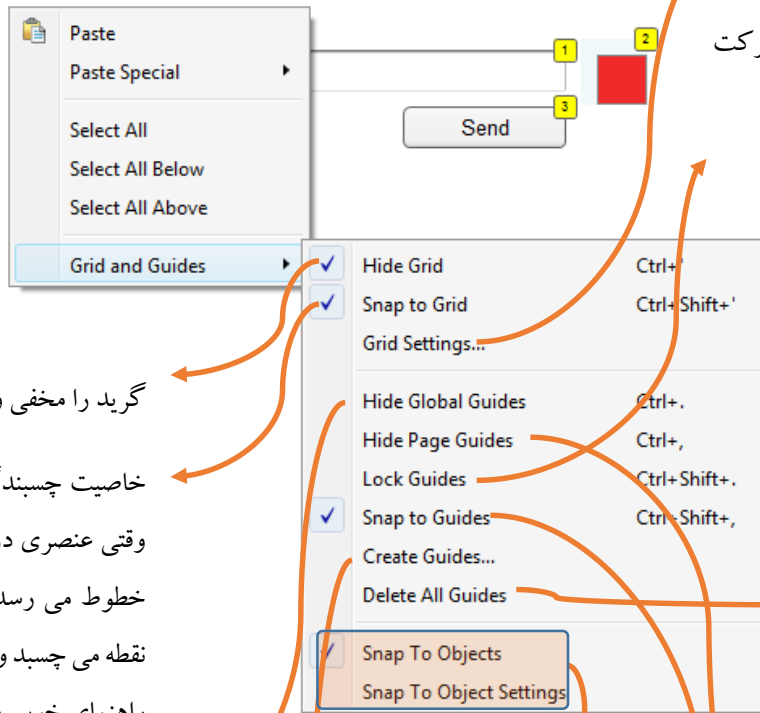 Paste
Paste Special
Select All
Select All Below
Select All Above
Grid and Guides
1
2
3
Send
Hide Grid Ctrl+'
Snap to Grid Ctrl+Shift+'
Grid Settings...
Hide Global Guides Ctrl+.
Hide Page Guides Ctrl+,
Lock Guides Ctrl+Shift+.
Snap to Guides Ctrl+Shift+,
Create Guides...
Delete All Guides
Snap To Objects
Snap To Object Settings
گرید را مخفی
خاصیت
وقتی عنصری
خطوط می رسد
نقطه می چسبد و